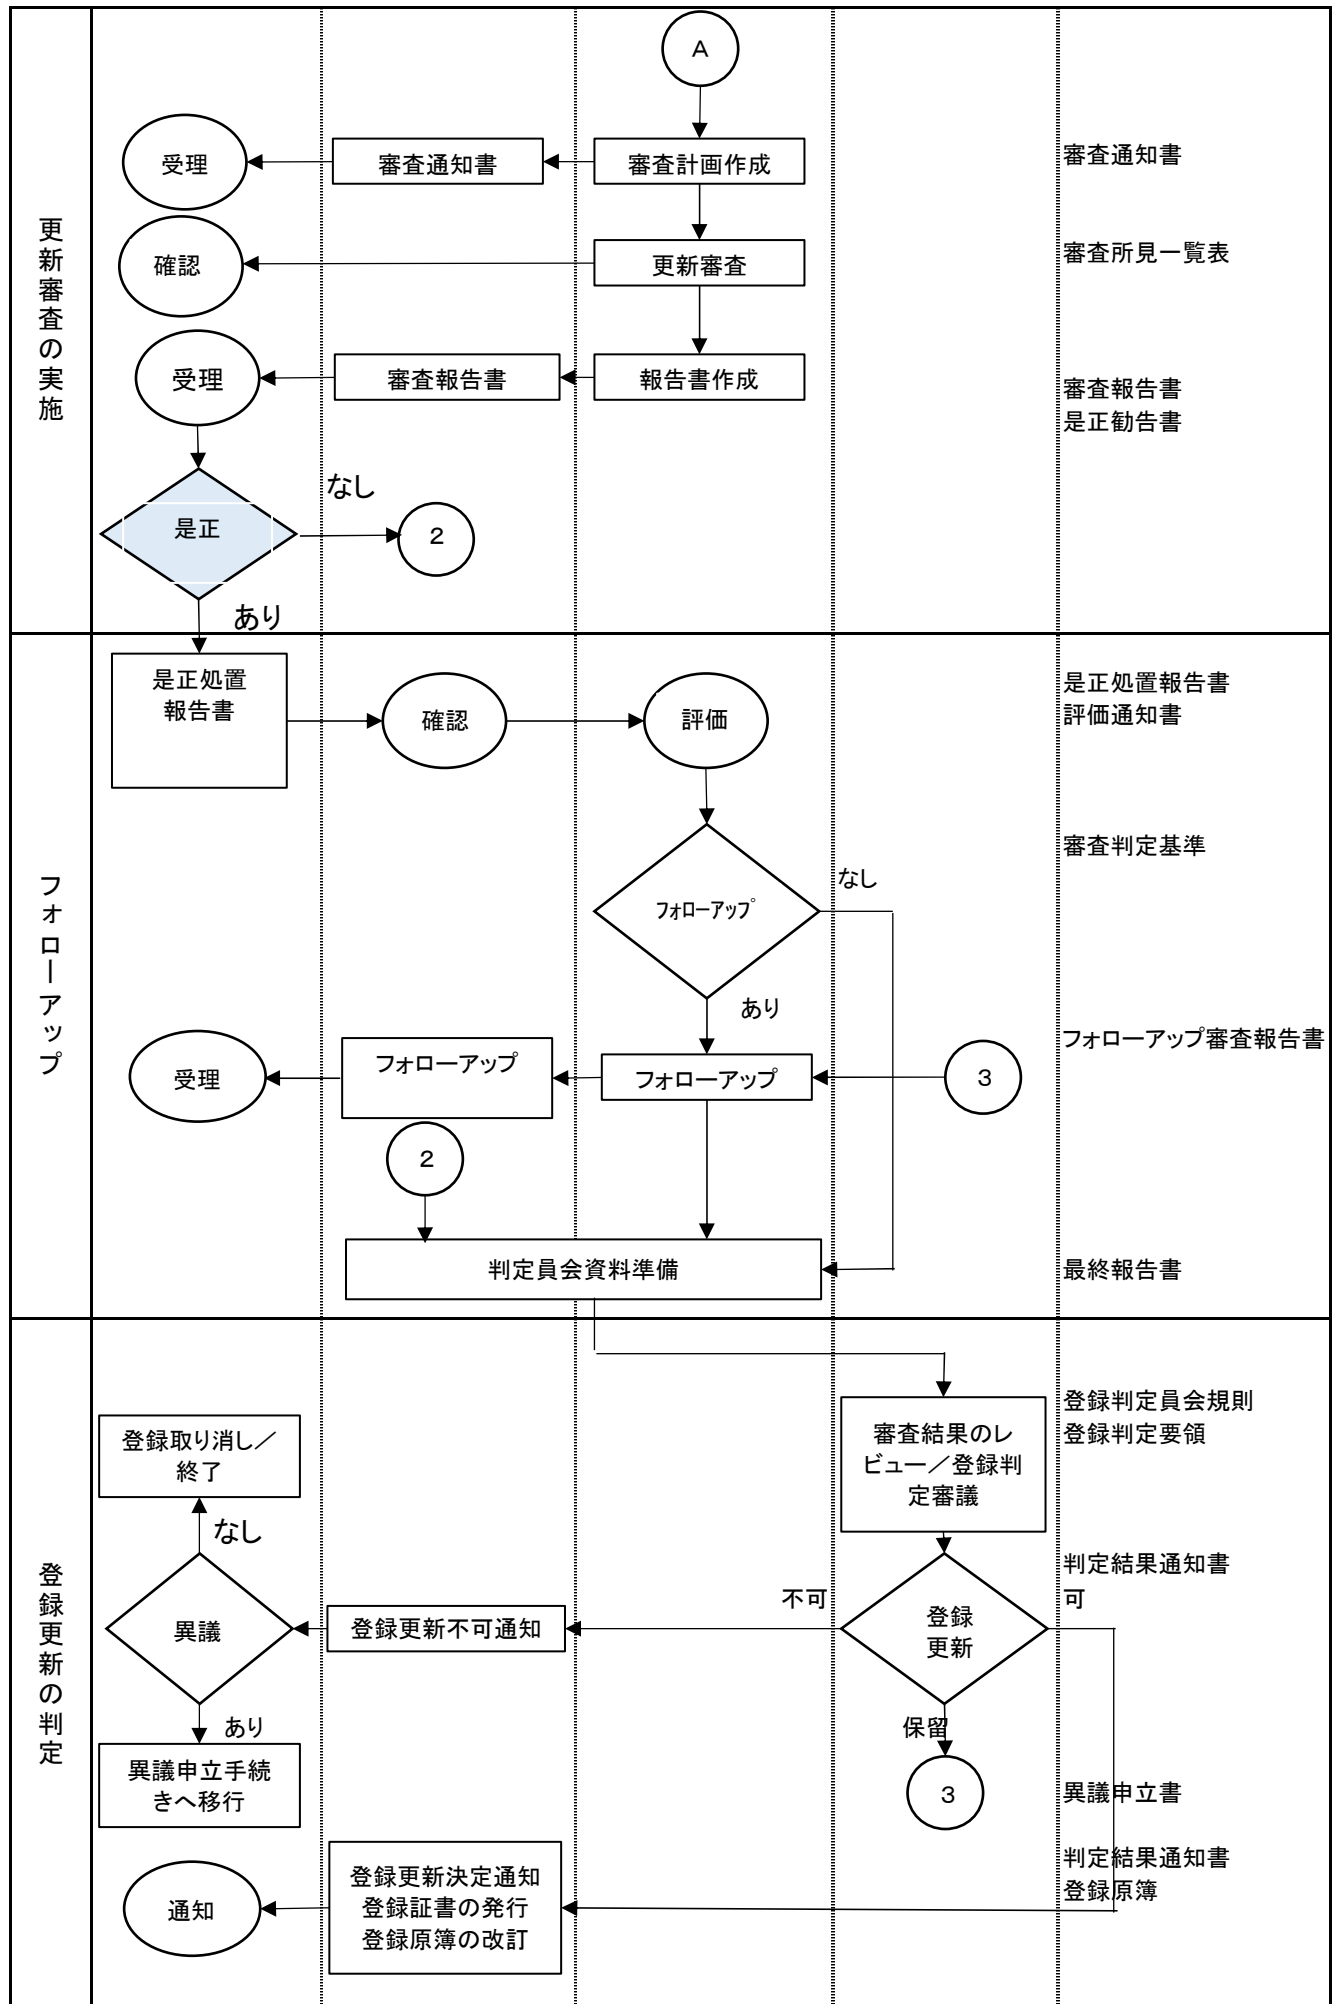 更新審査の実施
A
受理
審査通知書
審査計画作成
審査通知書
確認
更新審査
審査所見一覧表
受理
審査報告書
報告書作成
審査報告書
是正勧告書
是正
なし
2
あり
フォローアップ
是正処置
報告書
確認
評価
是正処置報告書
評価通知書
審査判定基準
フォローアップ
なし
あり
受理
フォローアップ
フォローアップ
3
フォローアップ審査報告書
2
判定員会資料準備
最終報告書
登録更新の判定
登録取り消し／
終了
審査結果のレ
ビュー／登録判
定審議
登録判定員会規則
登録判定要領
なし
異議
登録更新不可通知
不可
登録
更新
判定結果通知書
可
あり
保留
異議申立手続
きへ移行
3
異議申立書
通知
登録更新決定通知
登録証書の発行
登録原簿の改訂
判定結果通知書
登録原簿